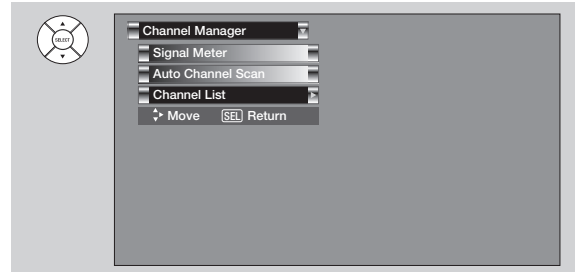 SELECT
Channel Manager
Signal Meter
Auto Channel Scan
Channel List
Move SEL Return